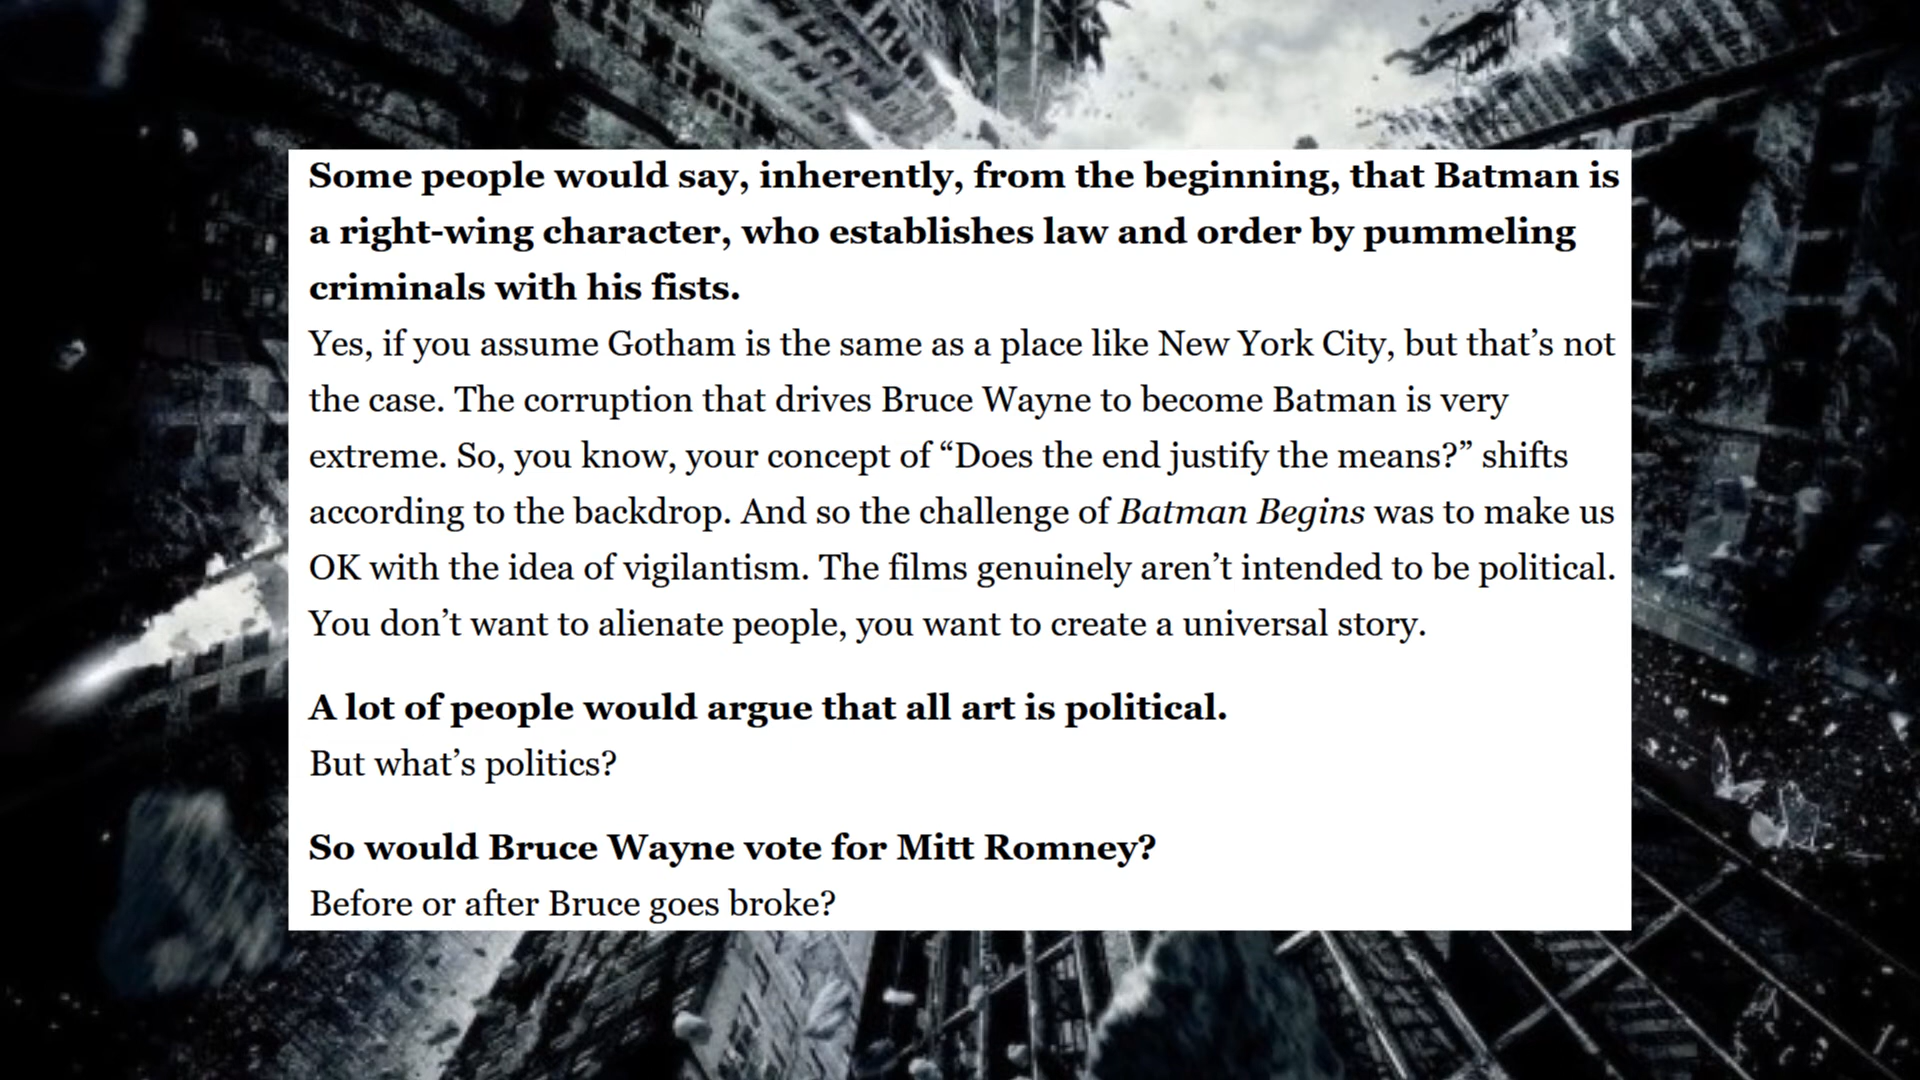 Some people would say, inherently, from the beginning, that Batman is
a right-wing character, who establishes law and order by pummeling
criminals with his fists.
Yes, if you assume Gotham is the same as a place like New York City, but that’s not
the case. The corruption that drives Bruce Wayne to become Batman is very
extreme. So, you know, your concept of “Does the end justify the means?” shifts
according to the backdrop. And so the challenge of Batman Begins was to make us
OK with the idea of vigilantism. The films genuinely aren’t intended to be political.
You don’t want to alienate people, you want to create a universal story.
A lot of people would argue that all art is political.
But what’s politics?
So would Bruce Wayne vote for Mitt Romney?
Before or after Bruce goes broke?